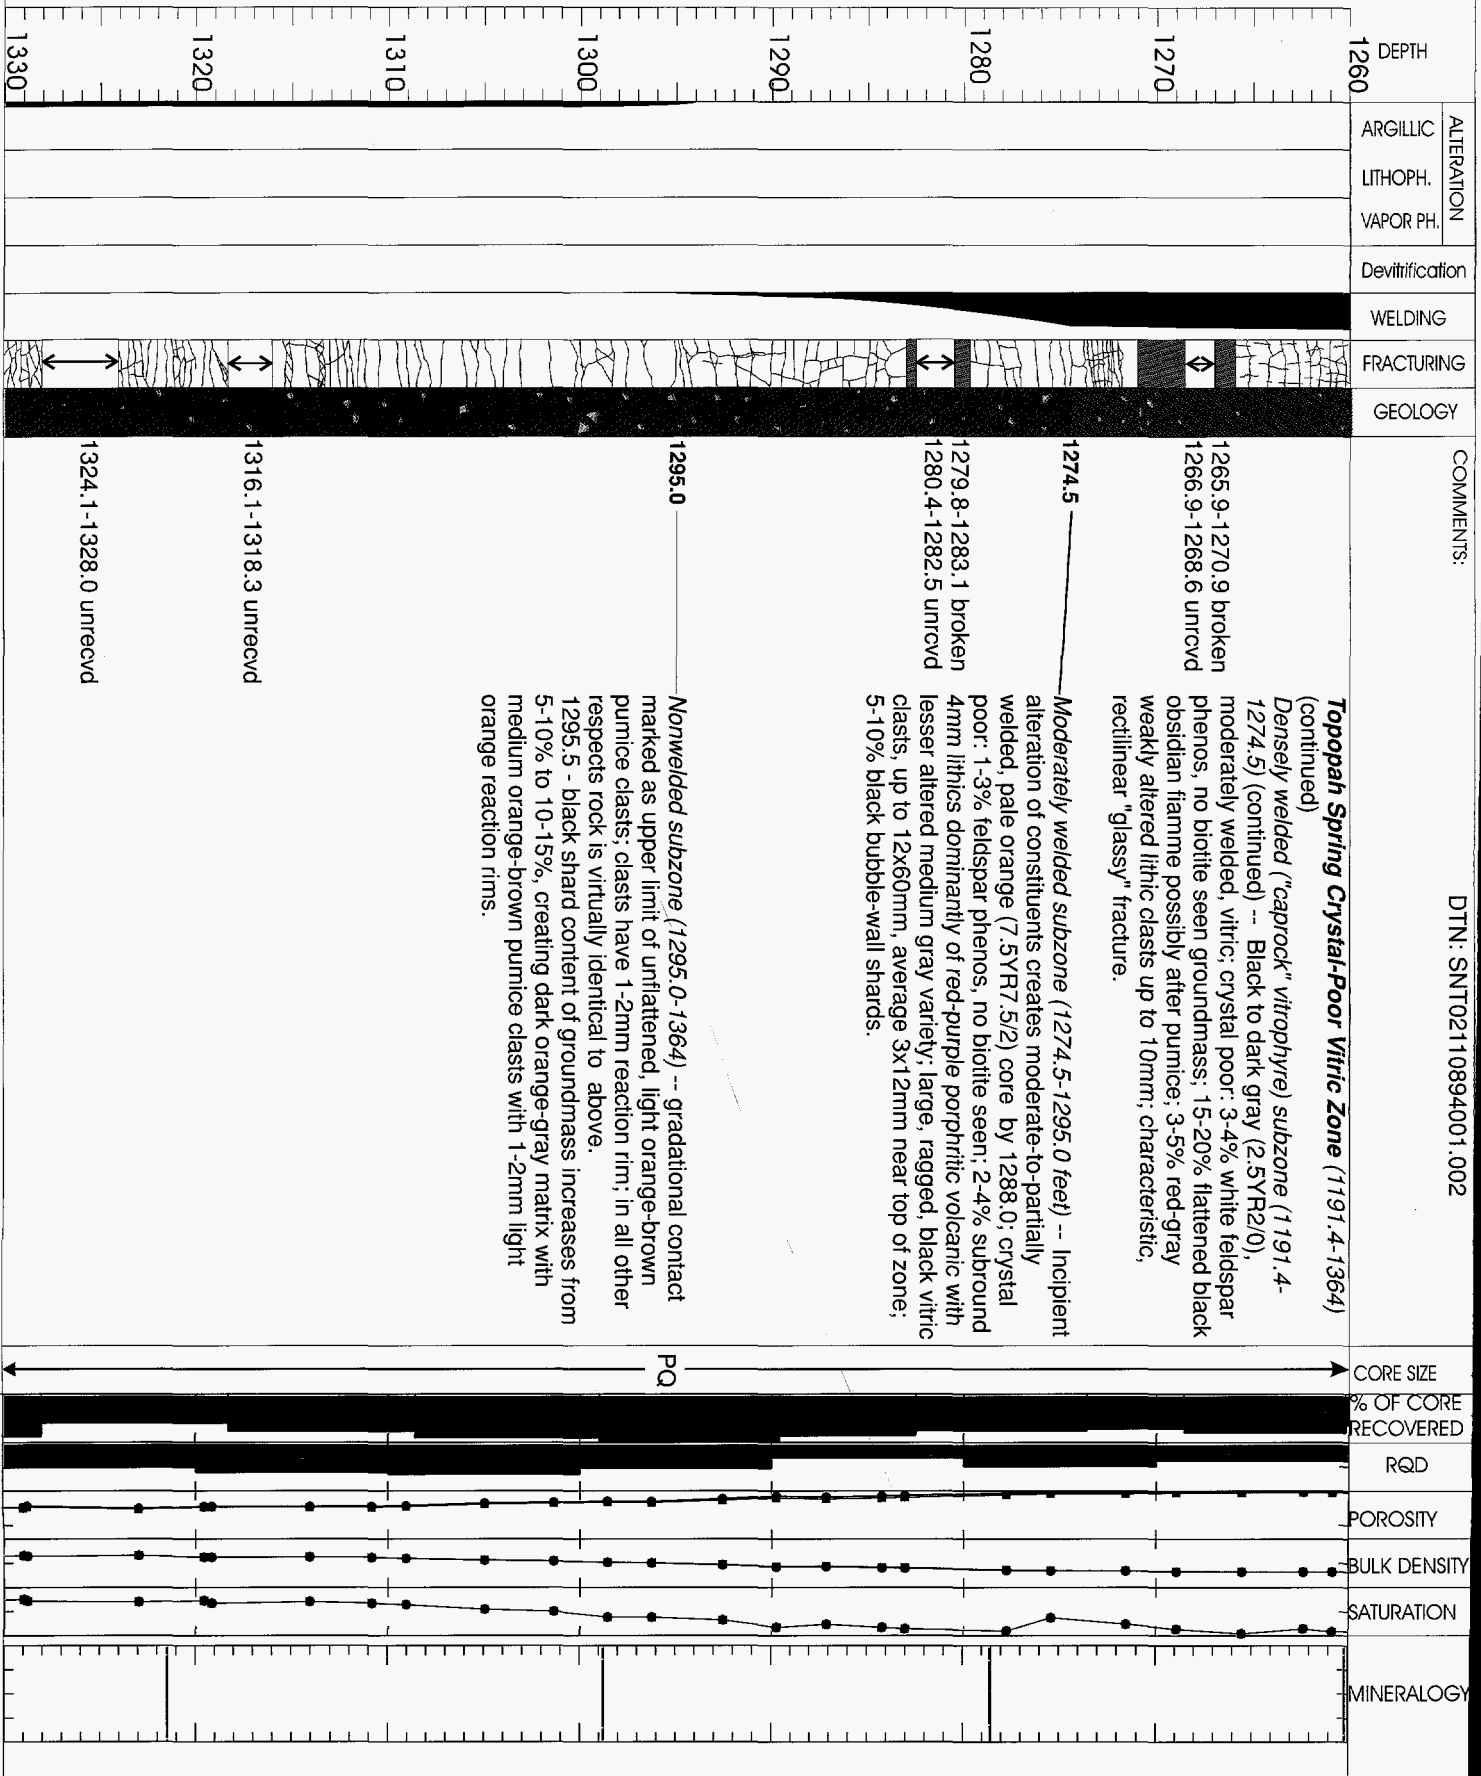 DTN: SNT02110894001.002
DEPTH
ALTERATION
ARGILLIC
LITHOPH.
VAPOR PH.
Devitrification
WELDING
FRACTURING
GEOLOGY
COMMENTS:
CORE SIZE
% OF CORE
RECOVERED
RQD
POROSITY
BULK DENSITY
SATURATION
MINERALOGY
1260
1270
1280
1290
1300
1310
1320
1330
1265.9-1270.9 broken
1266.9-1268.6 unrcvd
1274.5
1279.8-1283.1 broken
1280.4-1282.5 unrcvd
1295.0
1316.1-1318.3 unrecvd
1324.1-1328.0 unrecvd
Topopah Spring Crystal-Poor Vitric Zone (1191.4-1364)
(continued)
Densely welded ("caprock" vitrophyre) subzone (1191.4-
1274.5) (continued) -- Black to dark gray (2.5YR2/0),
moderately welded, vitric; crystal poor: 3-4% white feldspar
phenos, no biotite seen groundmass; 15-20% flattened black
obsidian fiamme possibly after pumice; 3-5% red-gray
weakly altered lithic clasts up to 10mm; characteristic,
rectilinear "glassy" fracture.
Moderately welded subzone (1274.5-1295.0 feet) -- Incipient
alteration of constituents creates moderate-to-partially
welded, pale orange (7.5YR7.5/2) core by 1288.0; crystal
poor: 1-3% feldspar phenos, no biotite seen; 2-4% subround
4mm lithics dominantly of red-purple porphritic volcanic with
lesser altered medium gray variety; large, ragged, black vitric
clasts, up to 12x60mm, average 3x12mm near top of zone;
5-10% black bubble-wall shards.
Nonwelded subzone (1295.0-1364) -- gradational contact
marked as upper limit of unflattened, light orange-brown
pumice clasts; clasts have 1-2mm reaction rim; in all other
respects rock is virtually identical to above.
1295.5 - black shard content of groundmass increases from
5-10% to 10-15%, creating dark orange-gray matrix with
medium orange-brown pumice clasts with 1-2mm light
orange reaction rims.
PQ